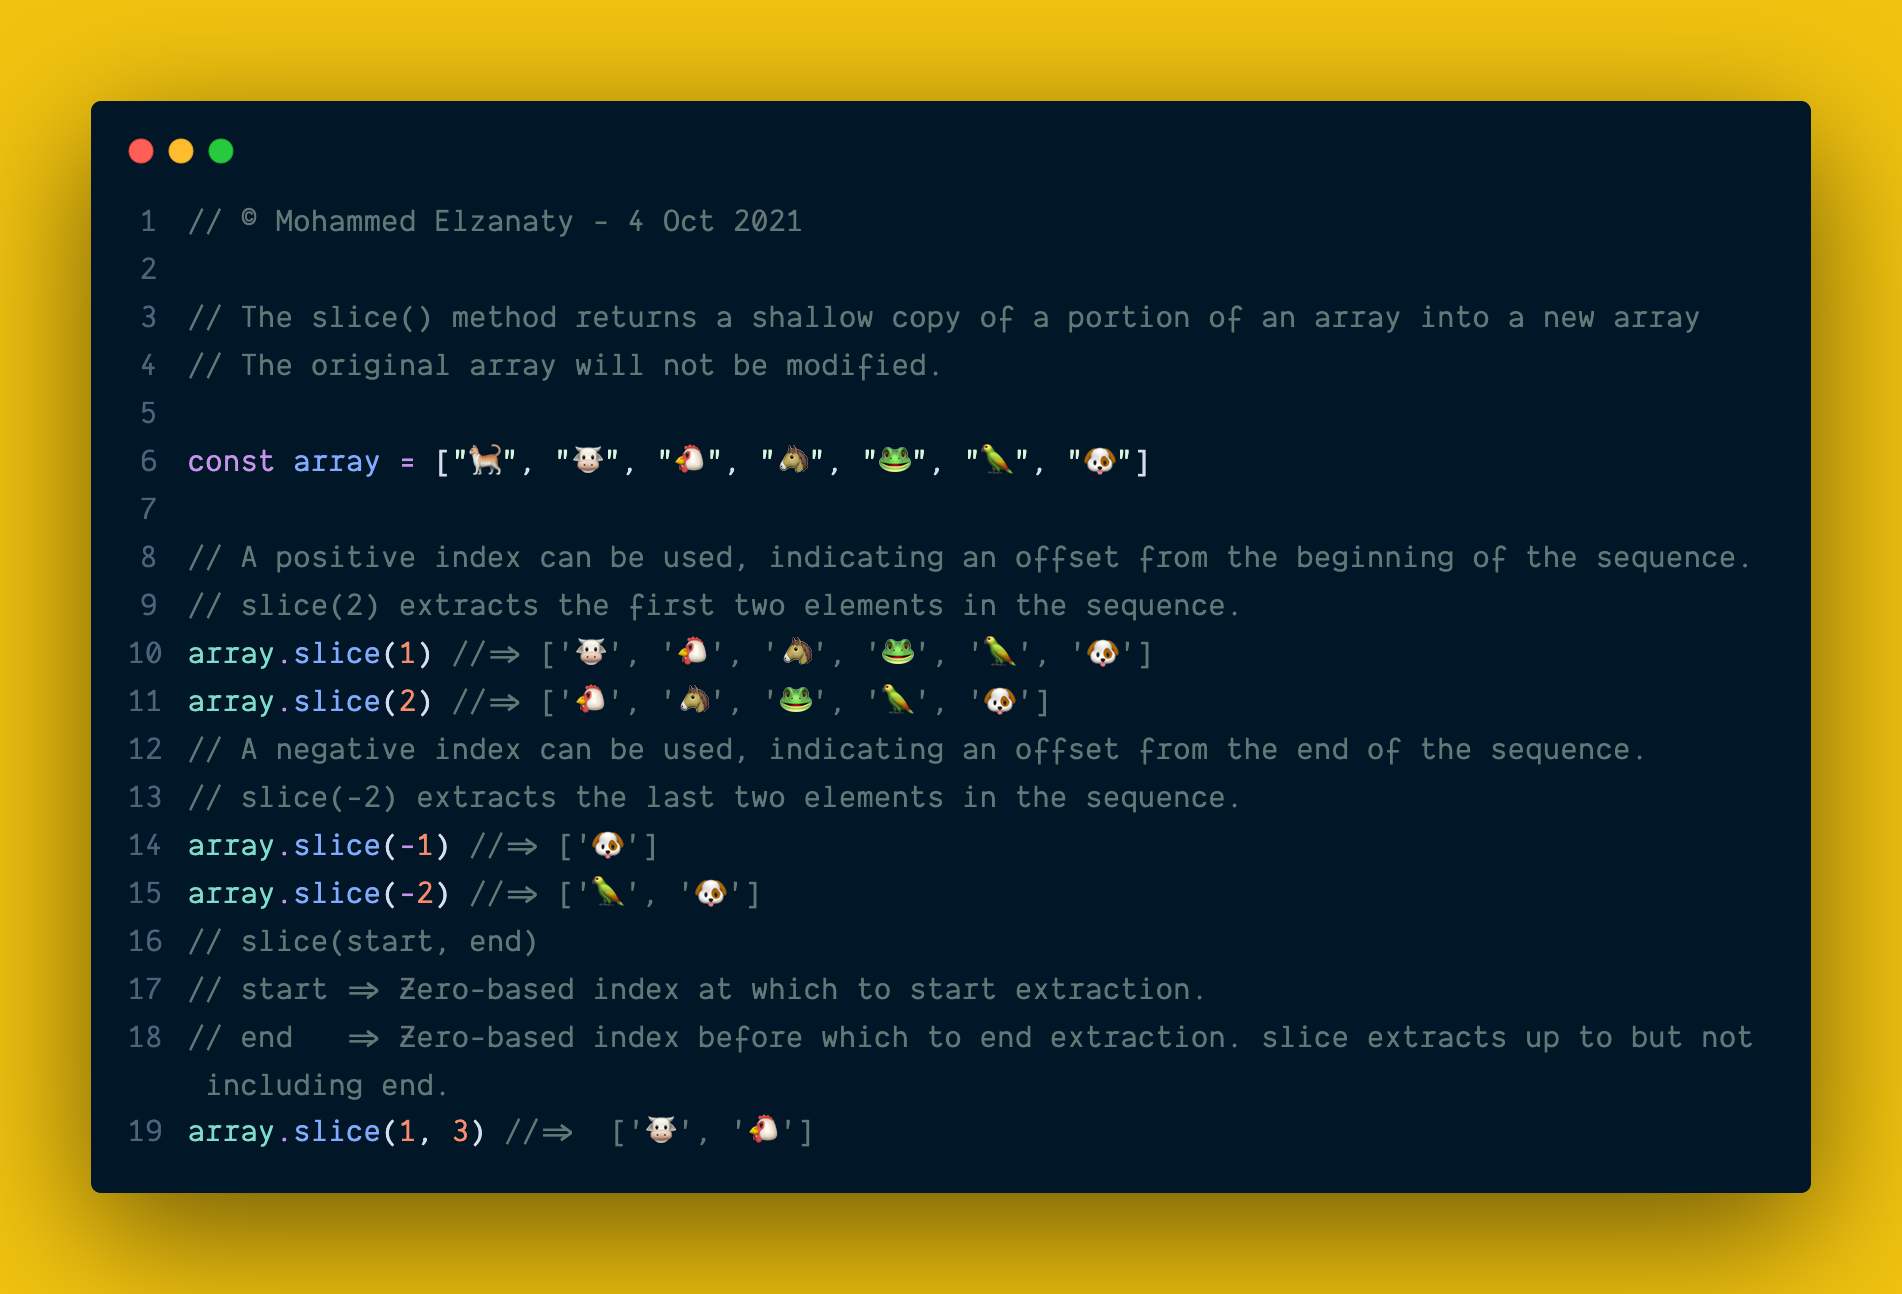 1 // © Mohammed Elzanaty - 4 Oct 2021
2
3 // The slice() method returns a shallow copy of a portion of an array into a new array
4 // The original array will not be modified.
5
6 const array = ["🐈", "🐮", "🐔", "🐴", "🐸", "🦜", "🐶"]
7
8 // A positive index can be used, indicating an offset from the beginning of the sequence.
9 // slice(2) extracts the first two elements in the sequence.
10 array.slice(1) //=> ['🐮', '🐔', '🐴', '🐸', '🦜', '🐶']
11 array.slice(2) //=> ['🐔', '🐴', '🐸', '🦜', '🐶']
12 // A negative index can be used, indicating an offset from the end of the sequence.
13 // slice(-2) extracts the last two elements in the sequence.
14 array.slice(-1) //=> ['🐶']
15 array.slice(-2) //=> ['🦜', '🐶']
16 // slice(start, end)
17 // start => Zero-based index at which to start extraction.
18 // end   => Zero-based index before which to end extraction. slice extracts up to but not
including end.
19 array.slice(1, 3) //=>  ['🐮', '🐔']